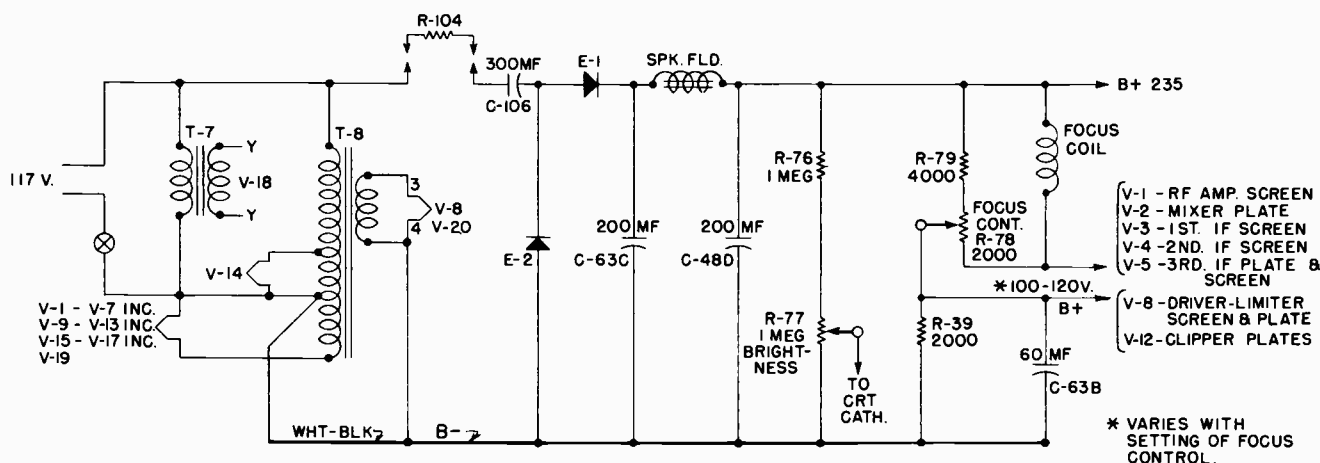 R-104
300MF
C-106
E-1
SPK. FLD.
B+ 235
T-7
Y
V-18
Y
T-8
117 V.
3
V-8
4
V-20
V-14
E-2
200 MF
C-63C
200 MF
C-48D
R-76
1 MEG
R-77
1 MEG
BRIGHT-
NESS
TO
CRT
CATH.
R-79
4000
FOCUS
COIL
FOCUS
CONT.
R-78
2000
R-39
2000
*100-120V.
B+
60 MF
C-63B
V-1 - RF AMP. SCREEN
V-2 - MIXER PLATE
V-3 - 1ST. IF SCREEN
V-4 - 2ND. IF SCREEN
V-5 - 3RD. IF PLATE &
SCREEN
V-8 - DRIVER-LIMITER
SCREEN & PLATE
V-12 - CLIPPER PLATES
V-1 - V-7 INC.
V-9 - V-13 INC.
V-15 - V-17 INC.
V-19
WHT-BLK
B-
* VARIES WITH
SETTING OF FOCUS
CONTROL.